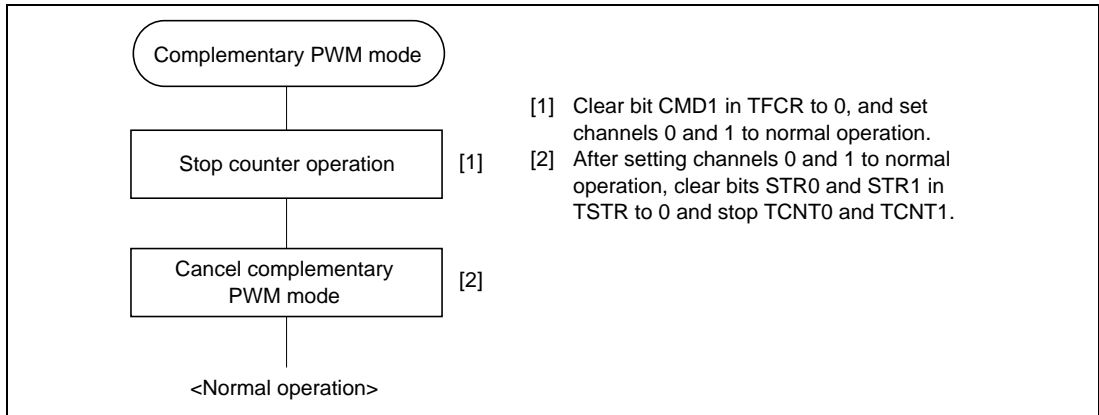 Complementary PWM mode
Stop counter operation
[1]
Cancel complementary
PWM mode
[2]
<Normal operation>
[1] Clear bit CMD1 in TFCR to 0, and set
channels 0 and 1 to normal operation.
[2] After setting channels 0 and 1 to normal
operation, clear bits STR0 and STR1 in
TSTR to 0 and stop TCNT0 and TCNT1.